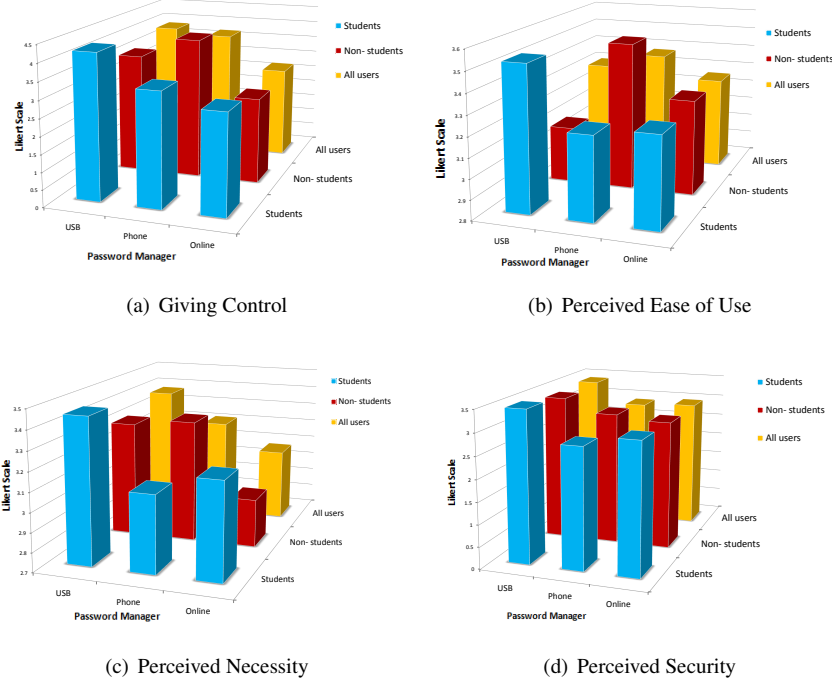 Students
Non- students
All users
4.5
4
3.5
3
2.5
2
1.5
1
0.5
0
Likert Scale
USB
Phone
Online
Password Manager
All users
Non- students
Students
(a) Giving Control
Students
Non- students
All users
3.6
3.5
3.4
3.3
3.2
3.1
3
2.9
2.8
Likert Scale
USB
Phone
Online
Password Manager
All users
Non- students
Students
(b) Perceived Ease of Use
Students
Non- students
All users
3.5
3.4
3.3
3.2
3.1
3
2.9
2.8
2.7
Likert Scale
USB
Phone
Online
Password Manager
All users
Non- students
Students
(c) Perceived Necessity
Students
Non- students
All users
3.5
3
2.5
2
1.5
1
0.5
0
Likert Scale
USB
Phone
Online
Password Manager
All users
Non- students
Students
(d) Perceived Security